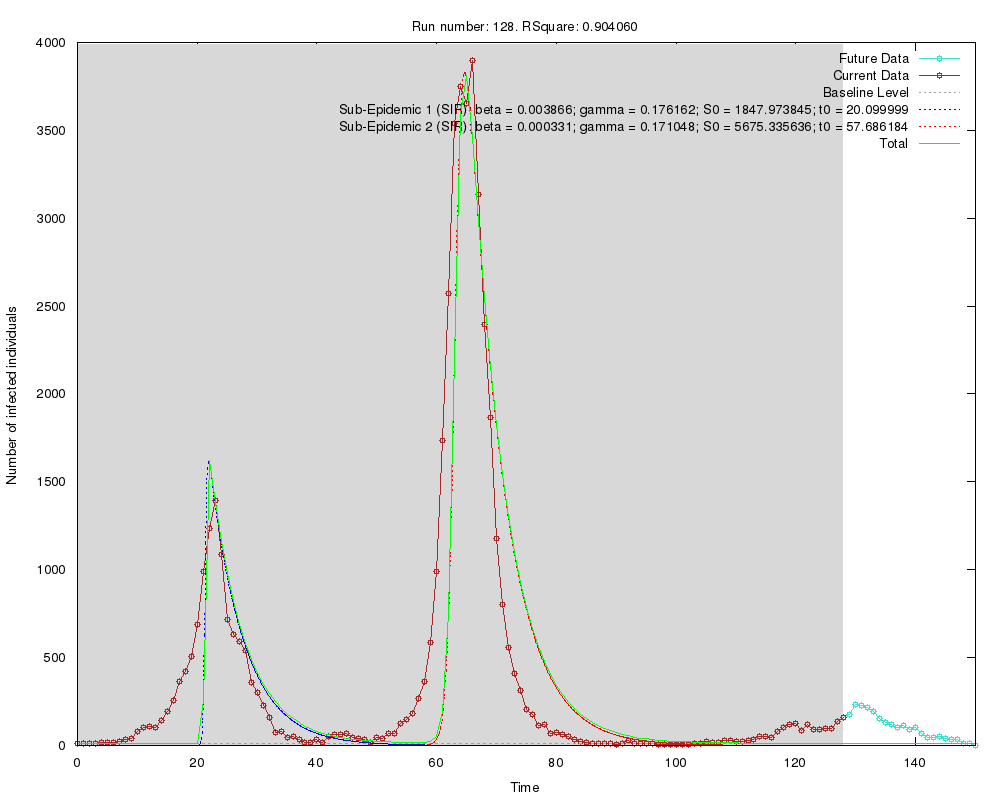 Run number: 128. RSquare: 0.904060
4000
3500
3000
2500
2000
1500
1000
500
0
Number of infected individuals
Future Data
Current Data
Baseline Level
Sub-Epidemic 1 (SIR): beta = 0.003866; gamma = 0.176162; S0 = 1847.973845; t0 = 20.099999
Sub-Epidemic 2 (SIR): beta = 0.000331; gamma = 0.171048; S0 = 5675.335636; t0 = 57.686184
Total
0 20 40 60 80 100 120 140
Time